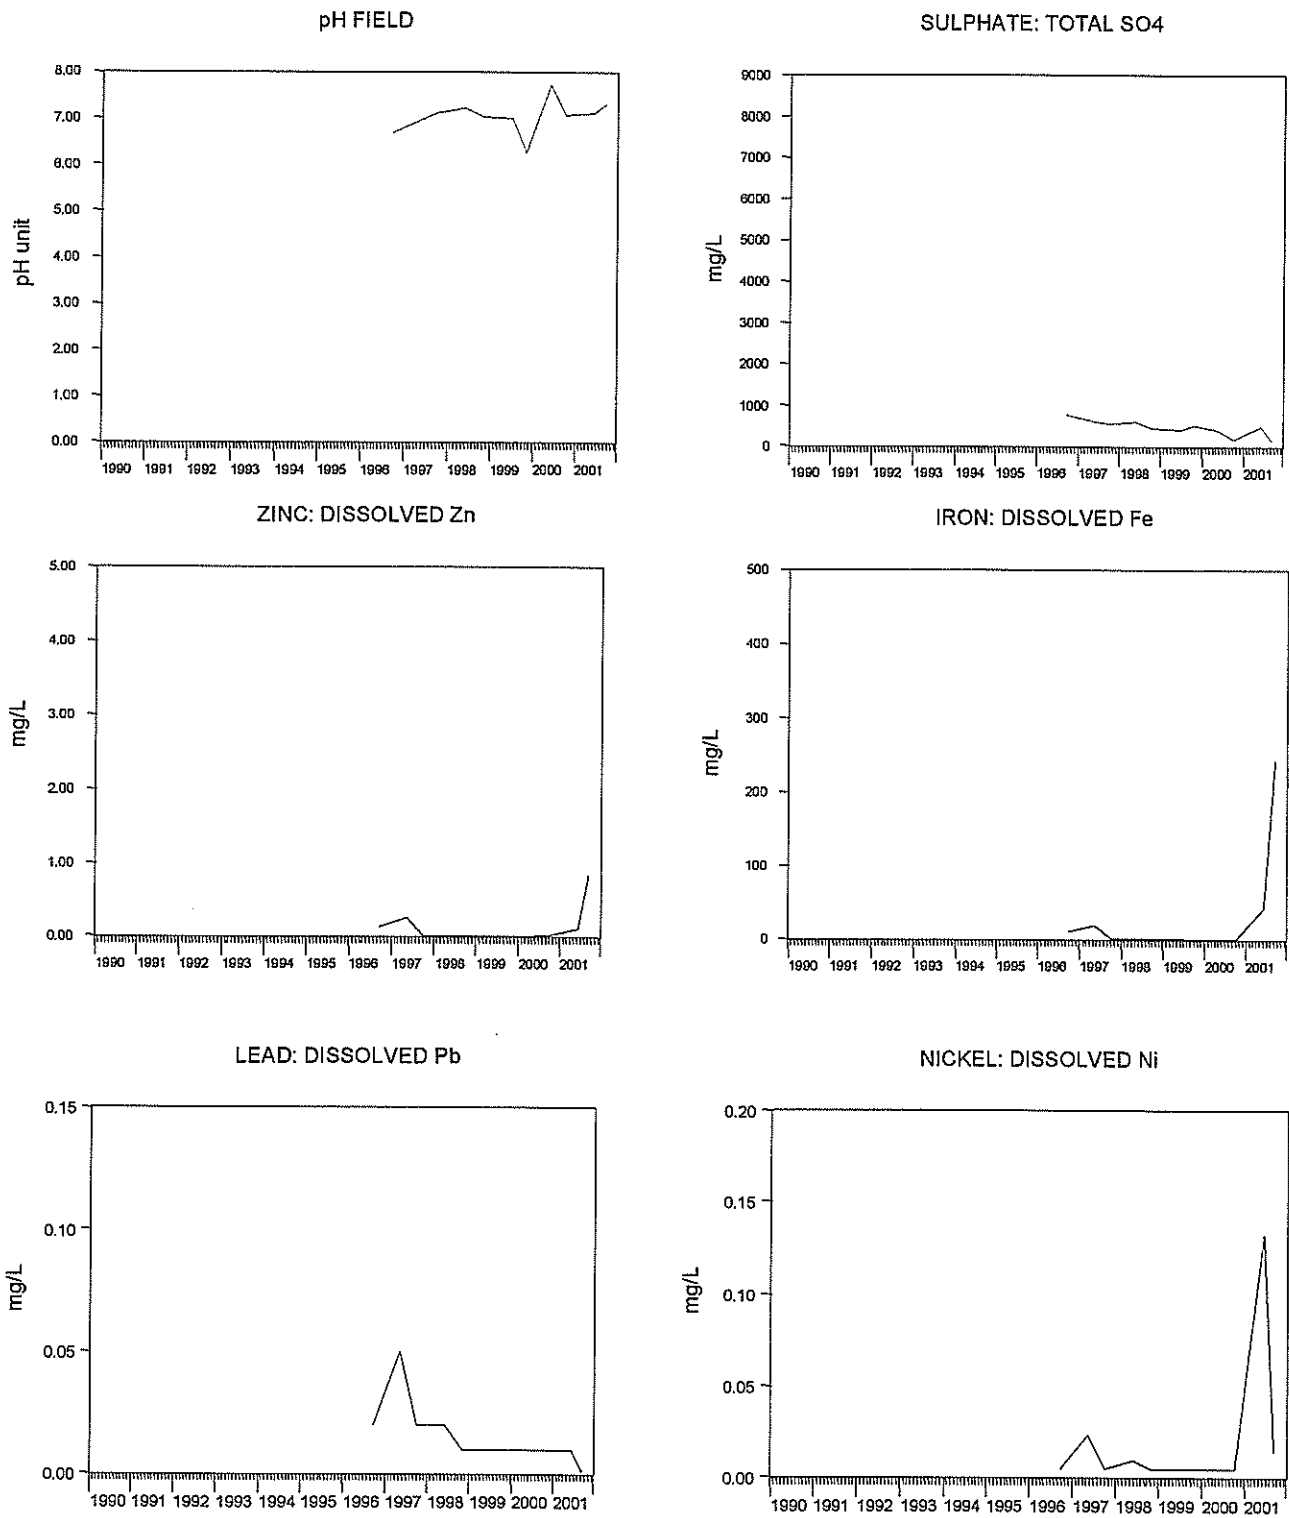 pH FIELD
8.00
7.00
6.00
5.00
4.00
3.00
2.00
1.00
0.00
pH unit
1990 1991 1992 1993 1994 1995 1996 1997 1998 1999 2000 2001
SULPHATE: TOTAL SO4
9000
8000
7000
6000
5000
4000
3000
2000
1000
0
mg/L
1990 1991 1992 1993 1994 1995 1996 1997 1998 1999 2000 2001
ZINC: DISSOLVED Zn
5.00
4.00
3.00
2.00
1.00
0.00
mg/L
1990 1991 1992 1993 1994 1995 1996 1997 1998 1999 2000 2001
IRON: DISSOLVED Fe
500
400
300
200
100
0
mg/L
1990 1991 1992 1993 1994 1995 1996 1997 1998 1999 2000 2001
LEAD: DISSOLVED Pb
0.15
0.10
0.05
0.00
mg/L
1990 1991 1992 1993 1994 1995 1996 1997 1998 1999 2000 2001
NICKEL: DISSOLVED Ni
0.20
0.15
0.10
0.05
0.00
mg/L
1990 1991 1992 1993 1994 1995 1996 1997 1998 1999 2000 2001